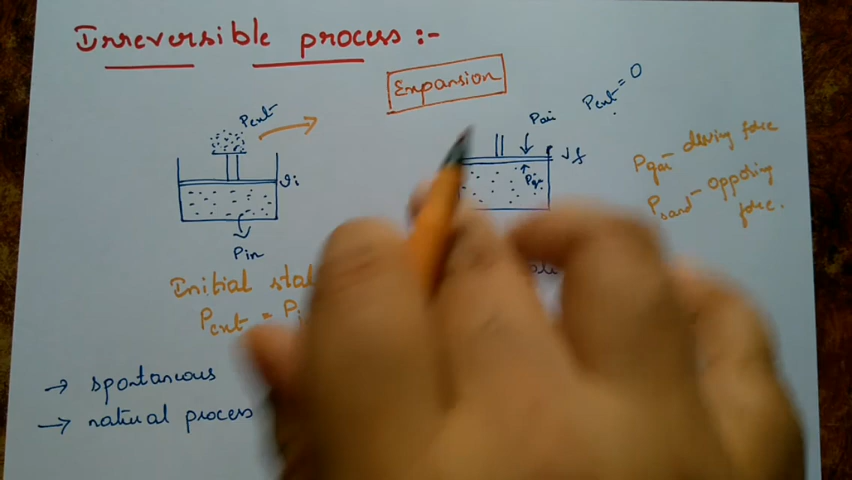 Irreversible process :-
Expansion
Pext
Pext = 0
Pair
Vi
Vf
Pgas
Pgas - driving force
Psand - opposing
force.
Pin
Initial
Pext =
→ spontaneous
→ natural process